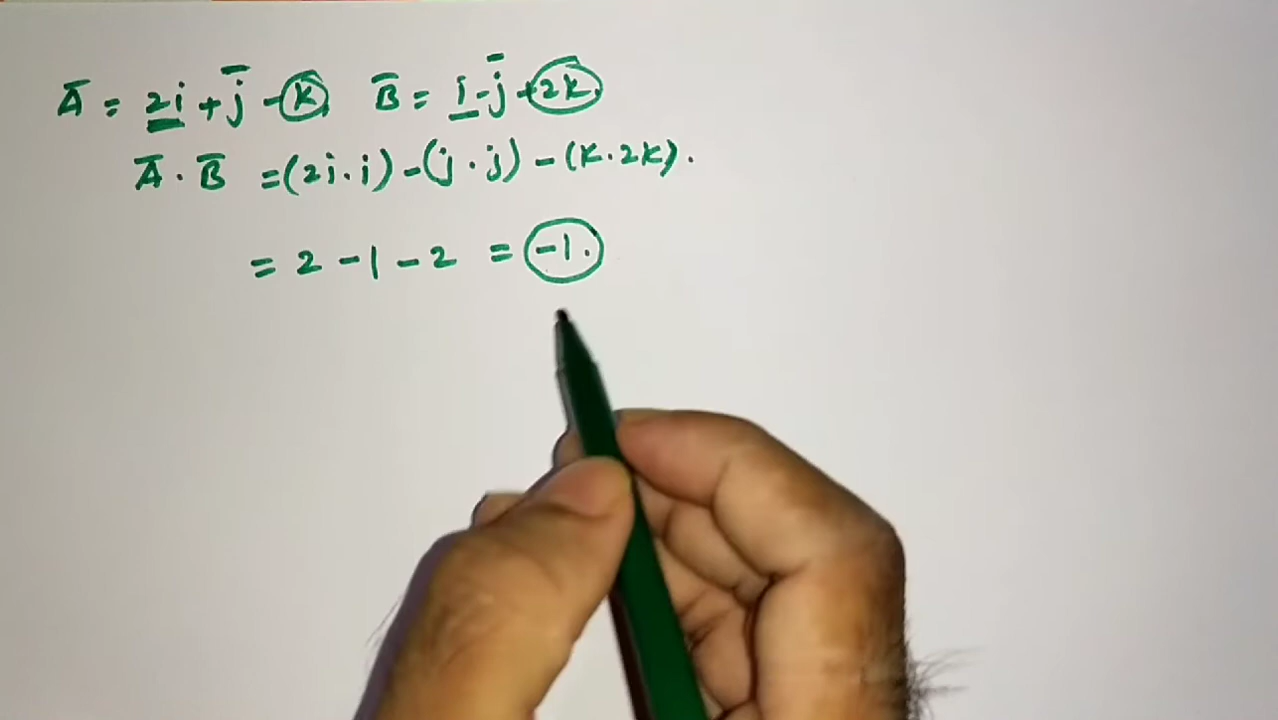 A̅ = 2i + j̅ - k, B̅ = i - j̅ + 2k.
A̅ · B̅ = (2i · i) - (j · j) - (k · 2k).
= 2 - 1 - 2 = -1.